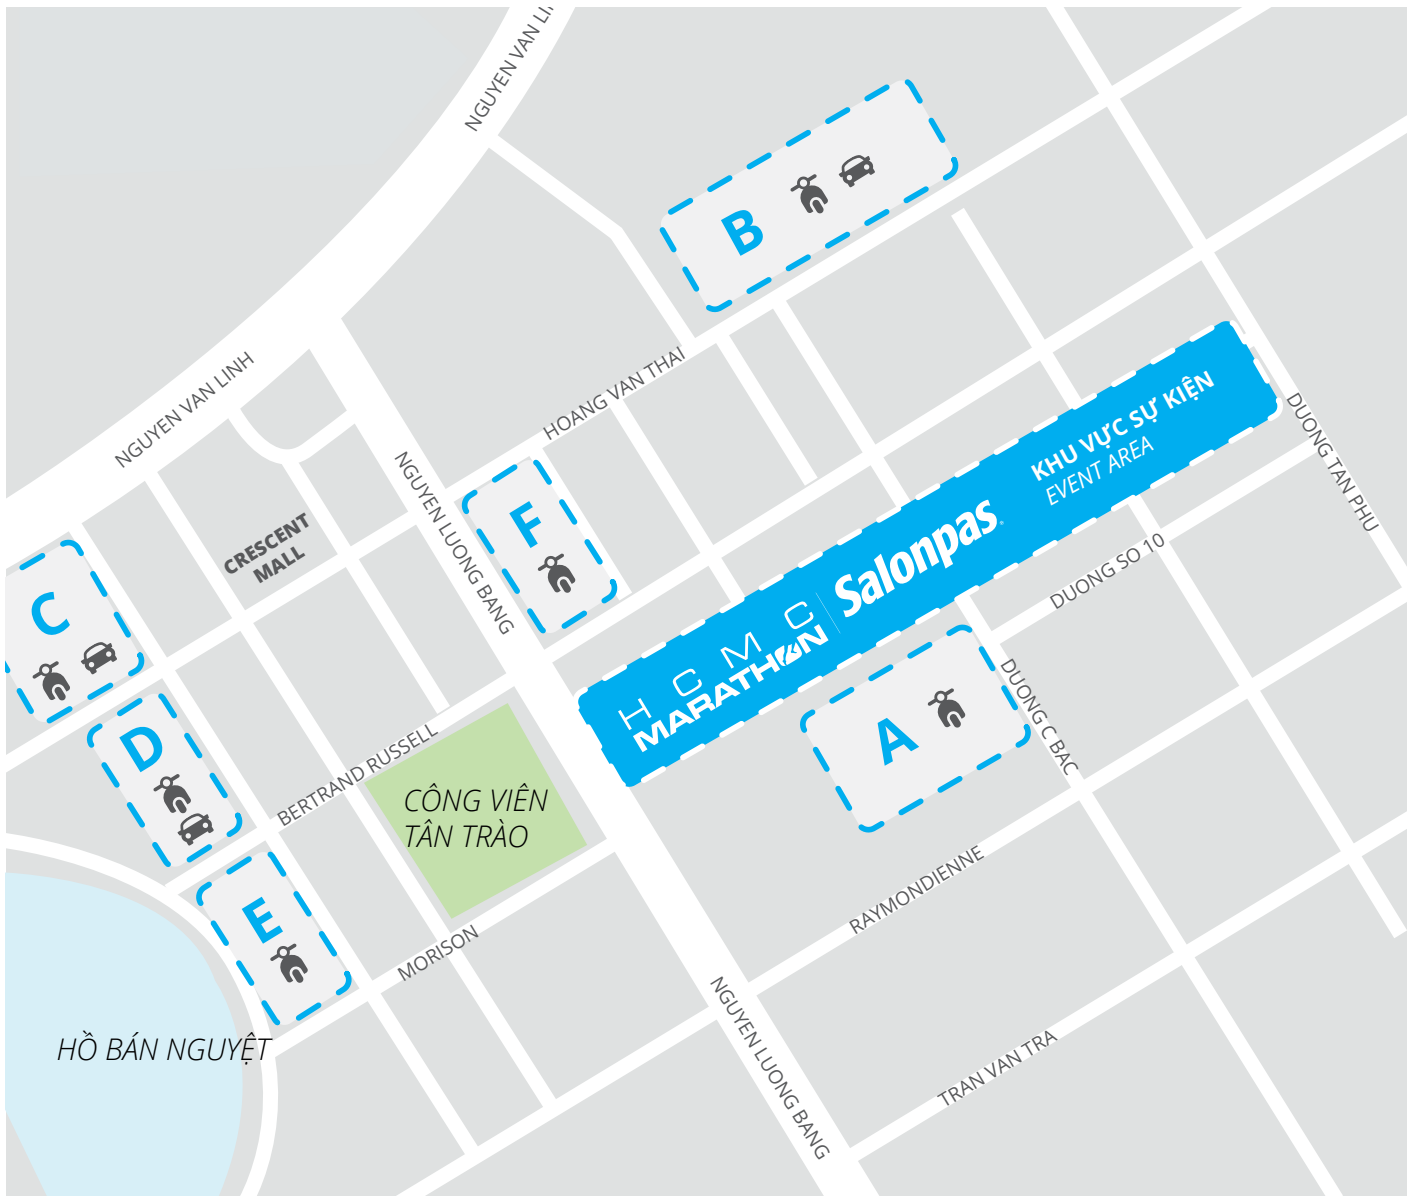 NGUYEN VAN LI
B
NGUYEN VAN LINH
HOANG VAN THAI
KHU VỰC SỰ KIỆN
EVENT AREA
DUONG TAN PHU
NGUYEN LUONG BANG
F
CRESCENT
MALL
Salonpas
HCMC
MARATHON
DUONG SO 10
C
A
DUONG C BAC
D
BERTRAND RUSSELL
CÔNG VIÊN
TÂN TRÀO
RAYMONDIENNE
E
MORISON
HỒ BÁN NGUYỆT
NGUYEN LUONG BANG
TRAN VAN TRA